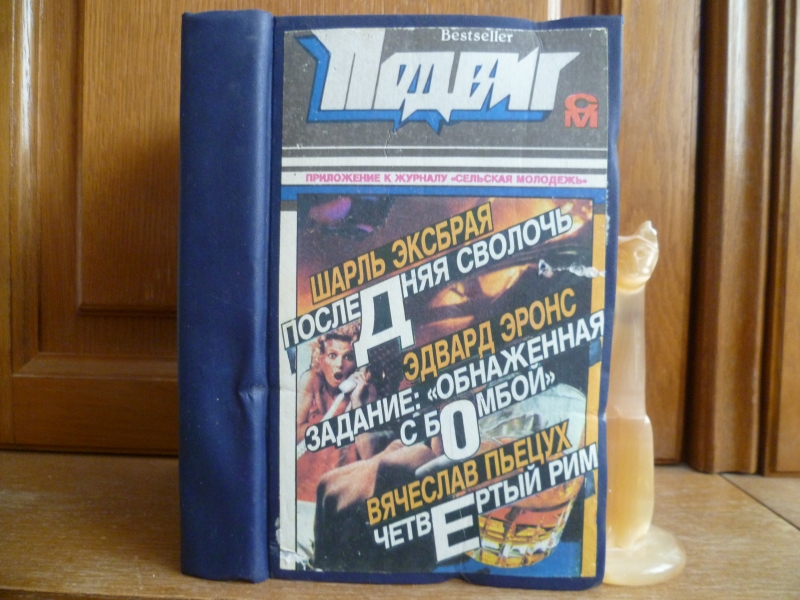 Bestseller
Подвиг
СМ
ПРИЛОЖЕНИЕ К ЖУРНАЛУ «СЕЛЬСКАЯ МОЛОДЕЖЬ»
ШАРЛЬ ЭКСБРАЯ
ПОСЛЕДНЯЯ СВОЛОЧЬ
ЭДВАРД ЭРОНС
ЗАДАНИЕ: «ОБНАЖЕННАЯ
С БОМБОЙ»
ВЯЧЕСЛАВ ПЬЕЦУХ
ЧЕТВЕРТЫЙ РИМ